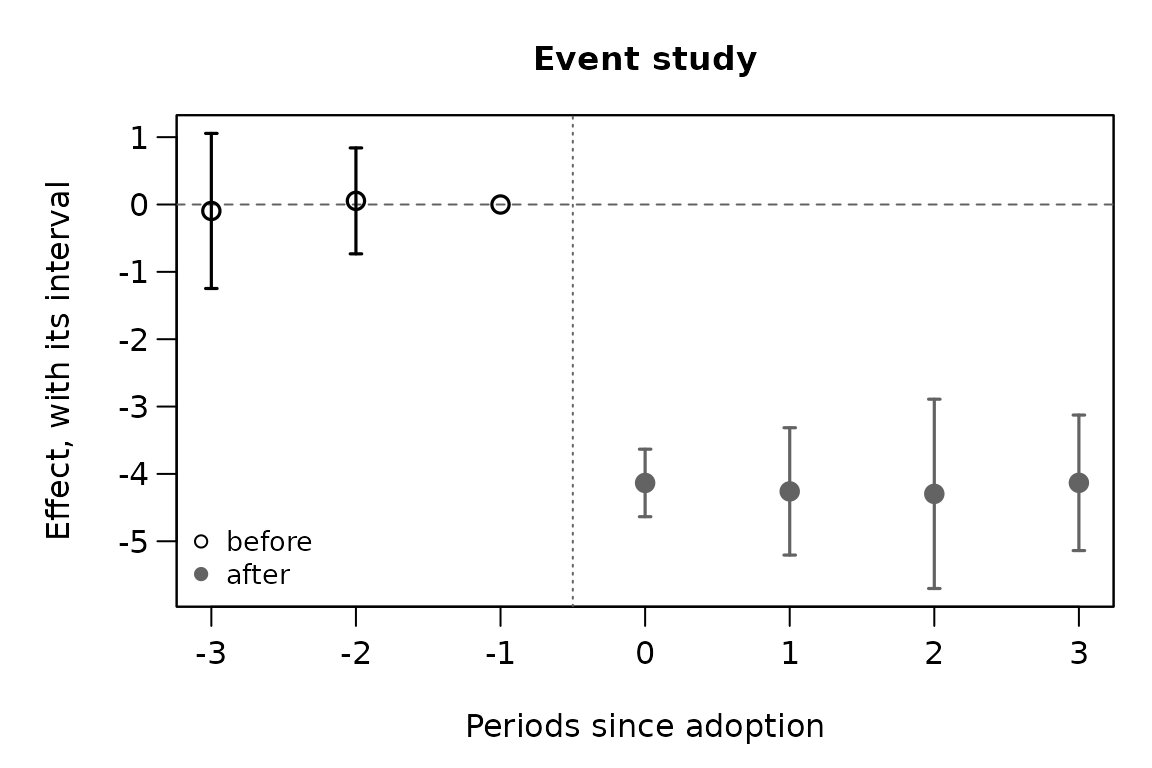 Event study
Effect, with its interval
1
0
-1
-2
-3
-4
-5
before
after
-3 -2 -1 0 1 2 3
Periods since adoption